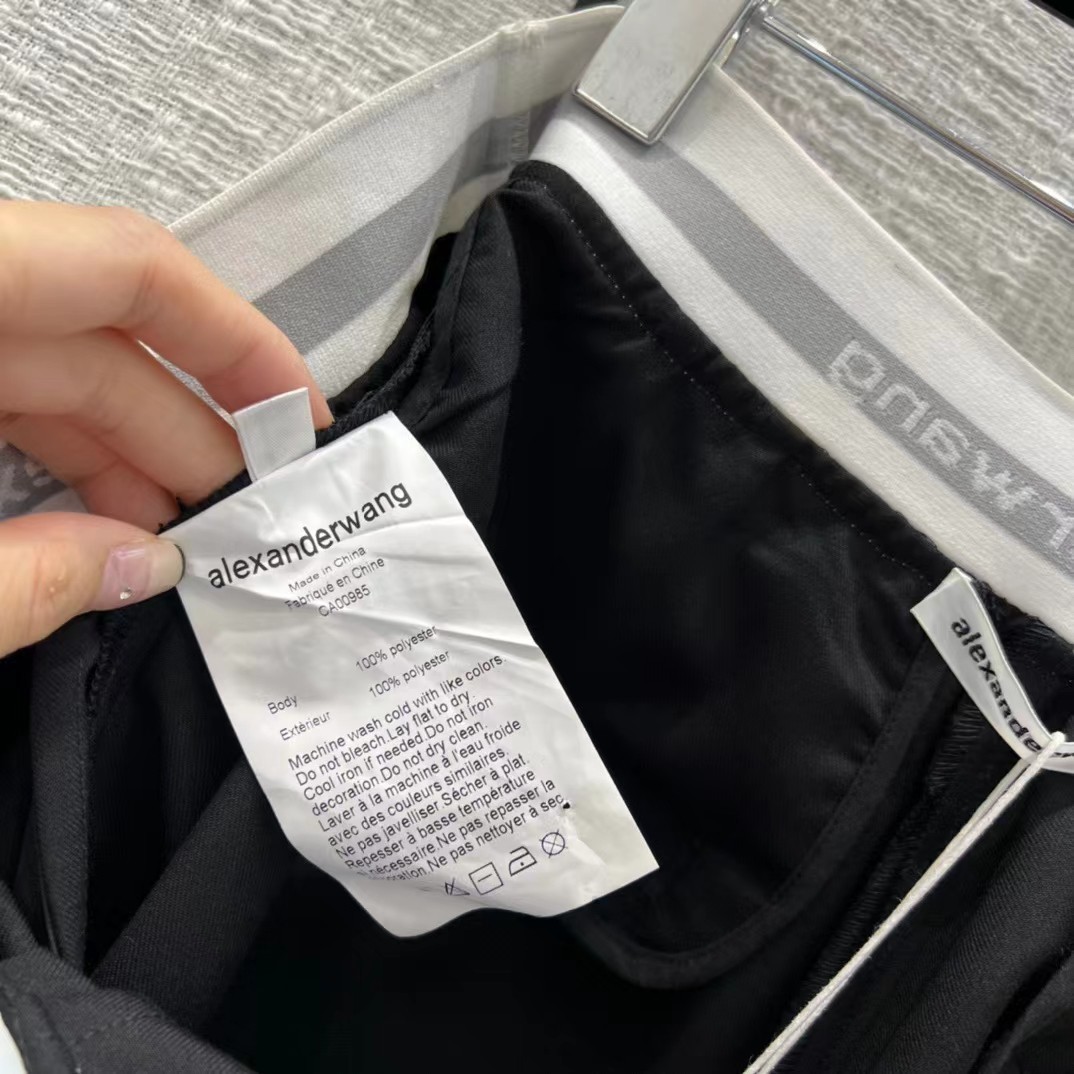 alexanderwang
Made in China
Fabriqué en Chine
CA00985
100% polyester
Body 100% polyester
Extèrieur
Machine wash cold with like colors.
Do not bleach.Lay flat to dry.
Cool iron if needed.Do not iron
decoration.Do not dry clean.
Laver à la machine à l'eau froide
avec des couleurs similaires.
Ne pas javelliser.Sécher à plat.
Repesser à basse température
nécessaire.Ne pas repasser la
Ne pas nettoyer à sec.
wang
alexande